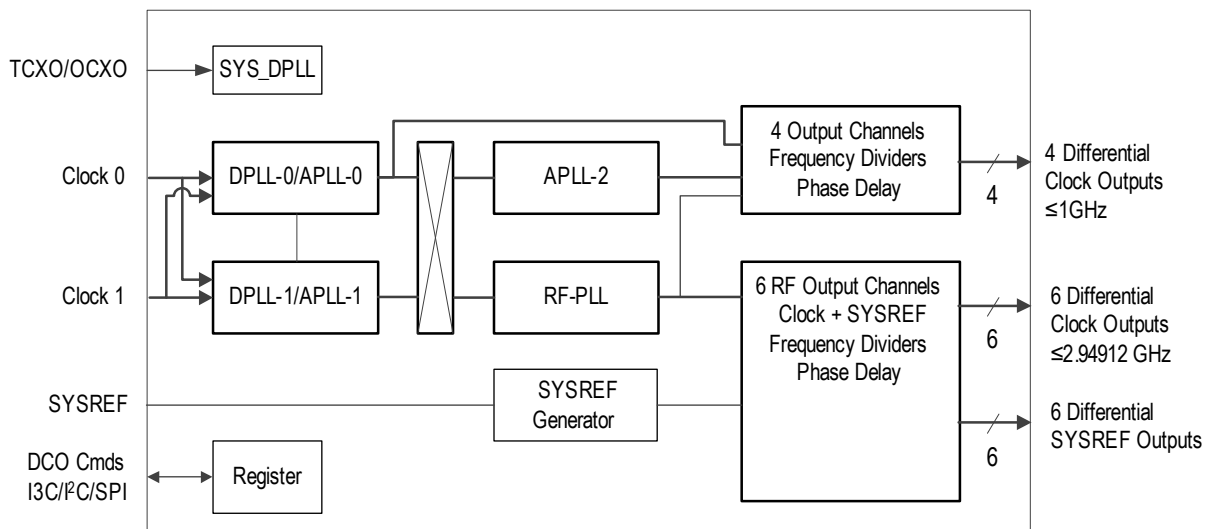 TCXO/OCXO
SYS_DPLL
Clock 0
DPLL-0/APLL-0
APLL-2
4 Output Channels
Frequency Dividers
Phase Delay
4
4 Differential
Clock Outputs
≤1GHz
Clock 1
DPLL-1/APLL-1
RF-PLL
6 RF Output Channels
Clock + SYSREF
Frequency Dividers
Phase Delay
6
6 Differential
Clock Outputs
≤2.94912 GHz
SYSREF
SYSREF
Generator
6
6 Differential
SYSREF Outputs
DCO Cmds
I3C/I²C/SPI
Register